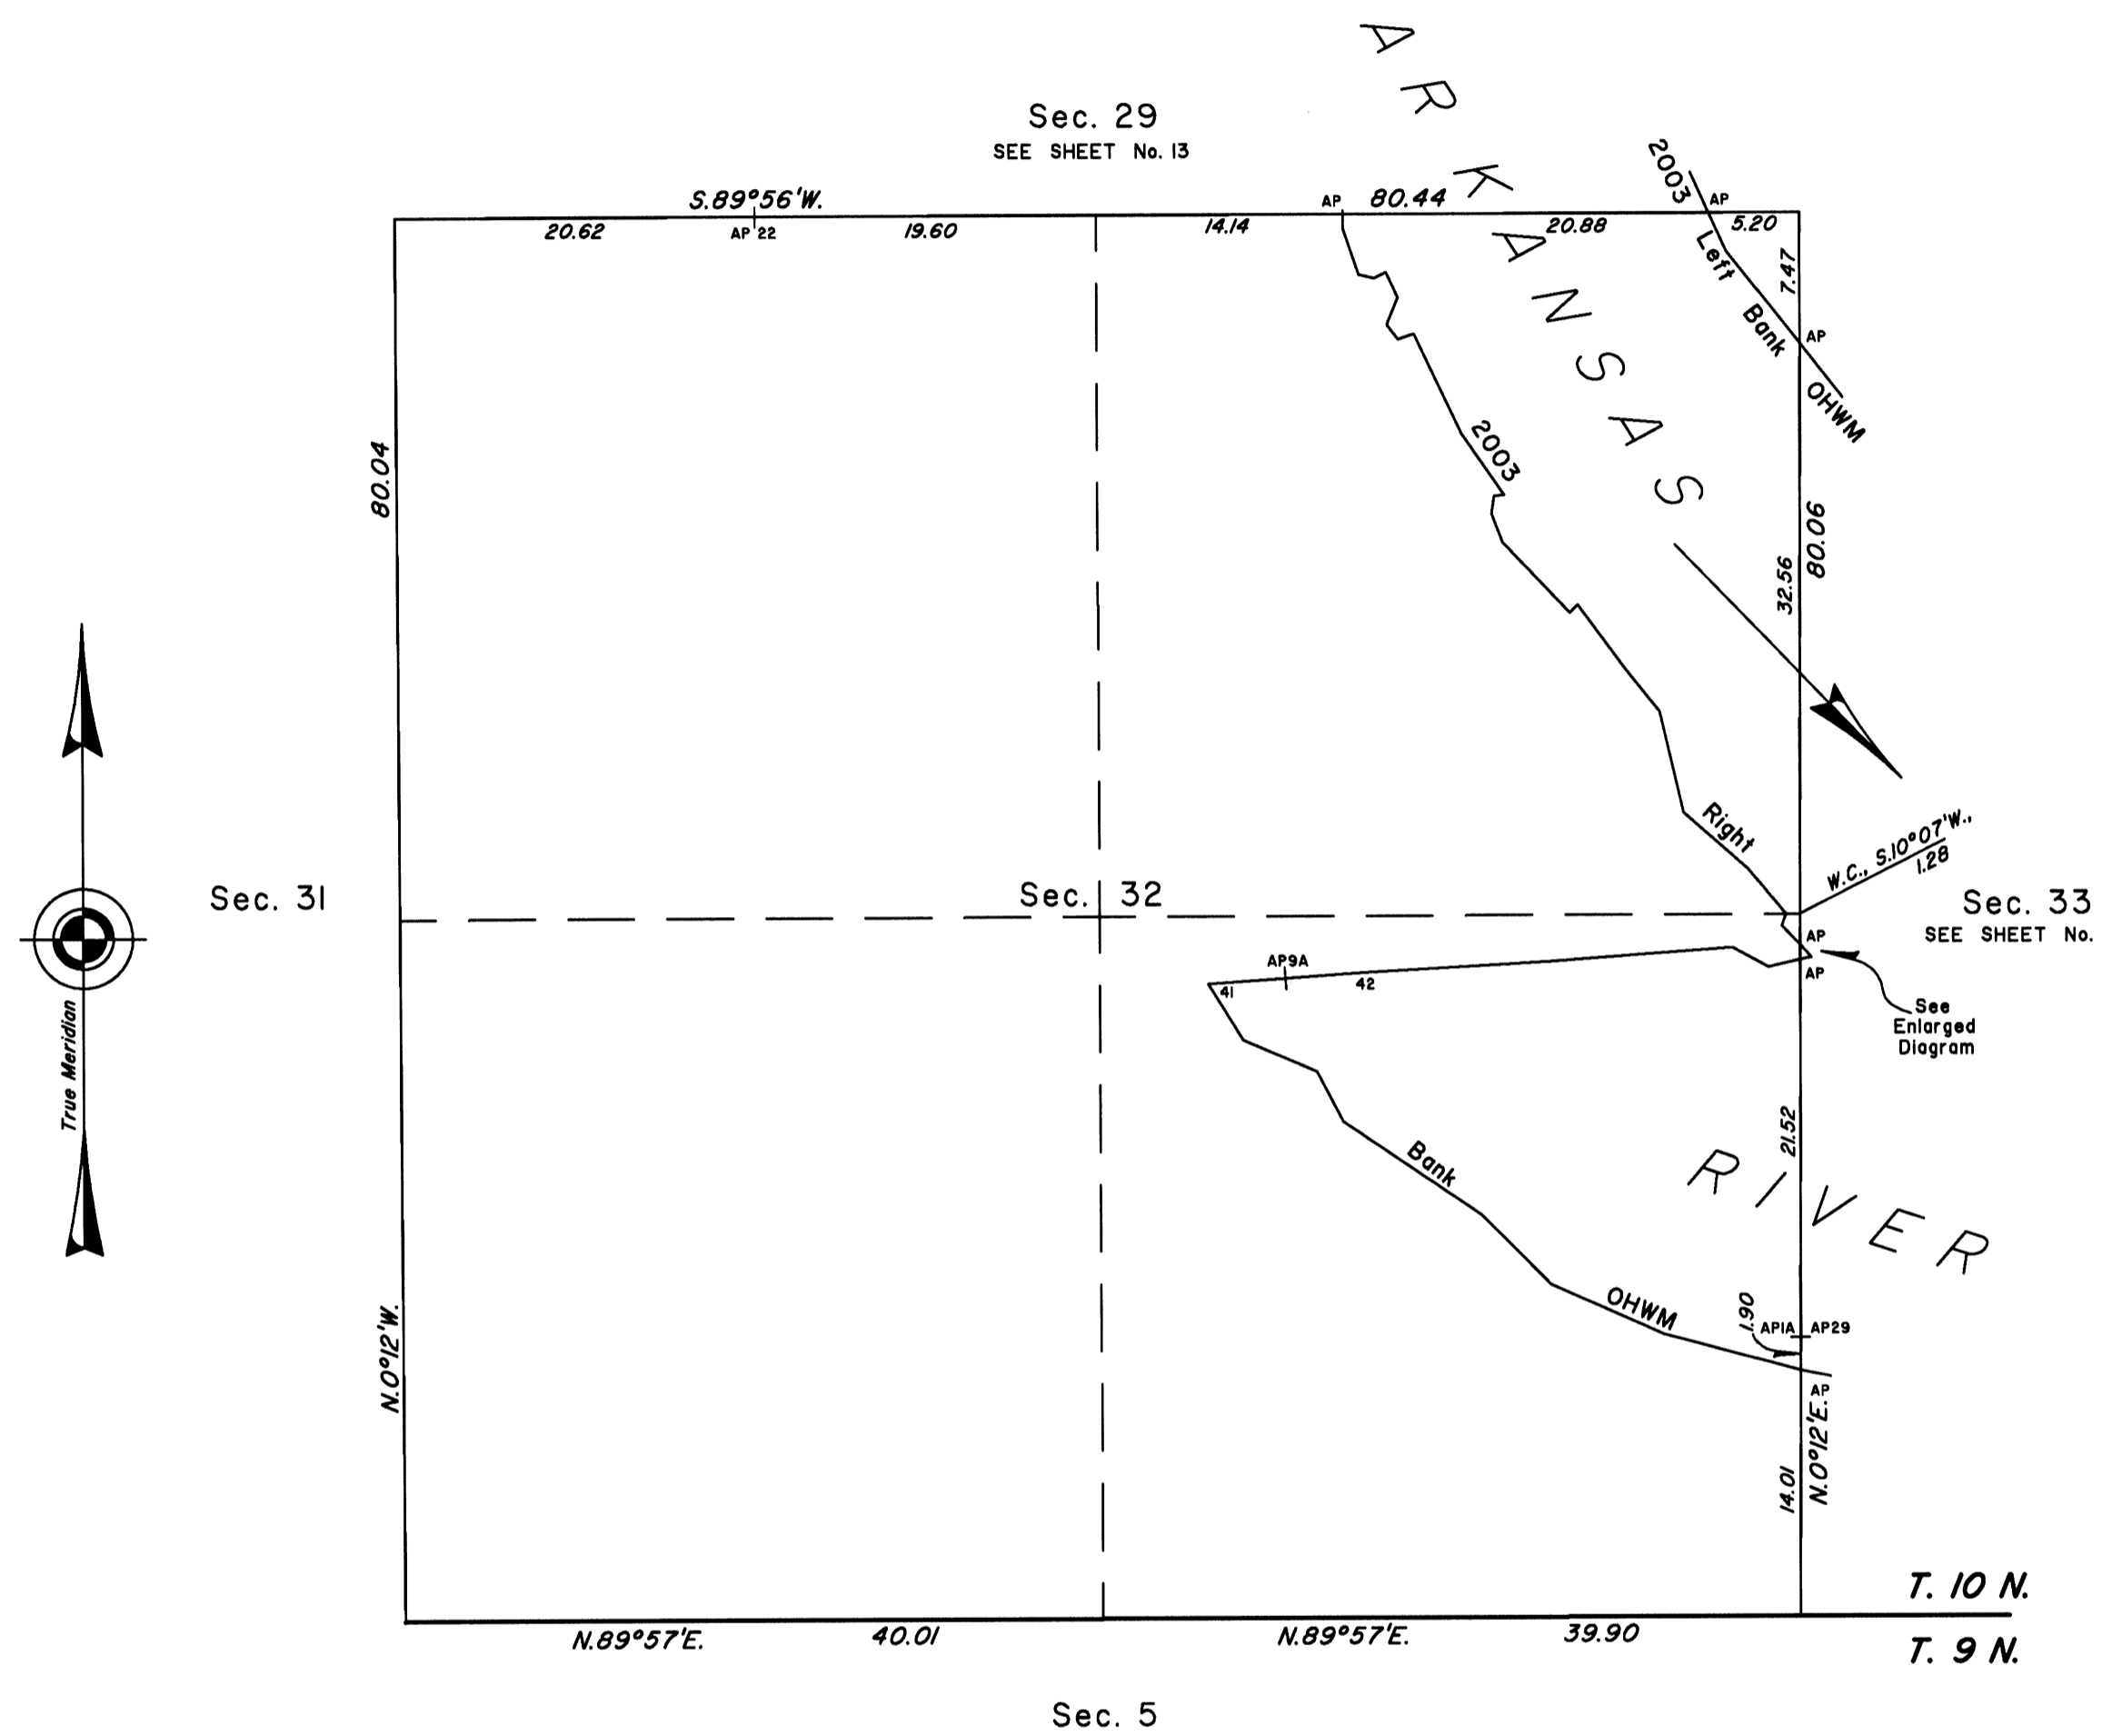 ARKANSAS
Sec. 29
SEE SHEET No. 13
2003
S.89°56'W.
AP
80.44
AP
20.62
AP 22
19.60
14.14
20.88
5.20
Left Bank
OHWM
7.47
AP
80.04
2003
80.06
32.56
Right
W.C., S.10°07'W.,
1.28
Sec. 31
Sec. 32
Sec. 33
SEE SHEET No.
AP
AP
AP9A
41
42
See
Enlarged
Diagram
True Meridian
Bank
21.52
RIVER
N.0°12'W.
OHWM
1.90
AP1A
AP29
AP
N.0°12'E.
14.01
T. 10 N.
N.89°57'E.
40.01
N.89°57'E.
39.90
T. 9 N.
Sec. 5